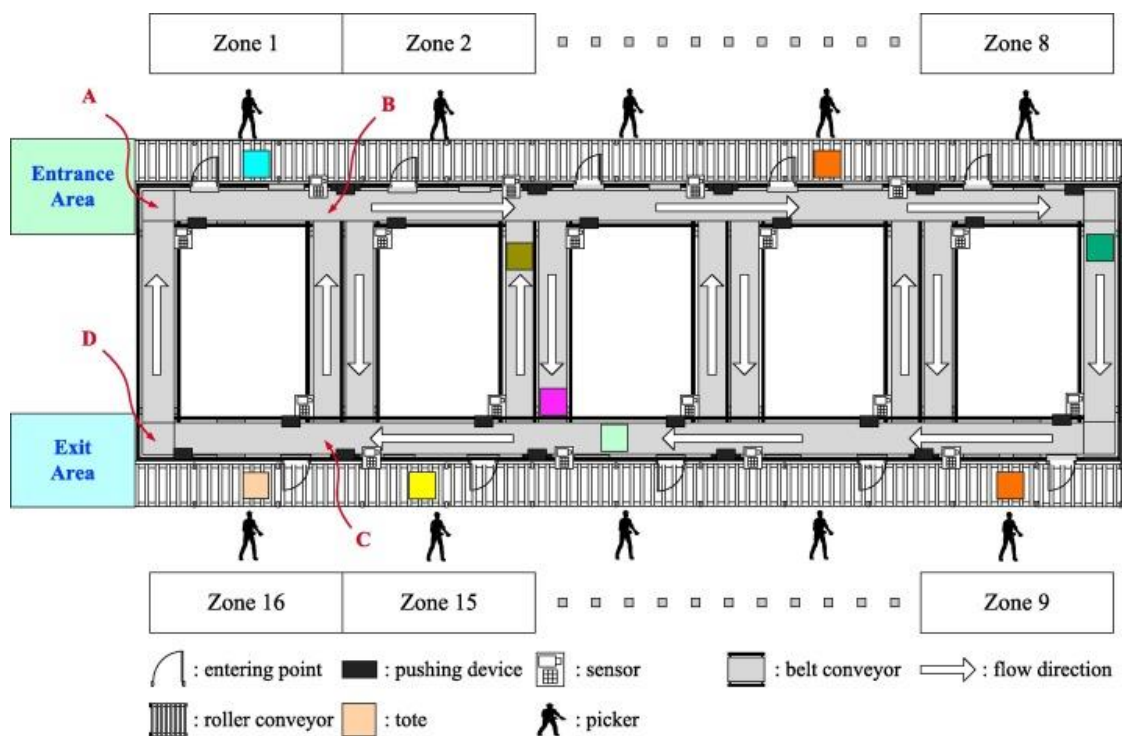 Zone 1
Zone 2
Zone 8
A
B
Entrance
Area
D
Exit
Area
C
Zone 16
Zone 15
Zone 9
: entering point
: pushing device
: sensor
: belt conveyor
: flow direction
: roller conveyor
: tote
: picker